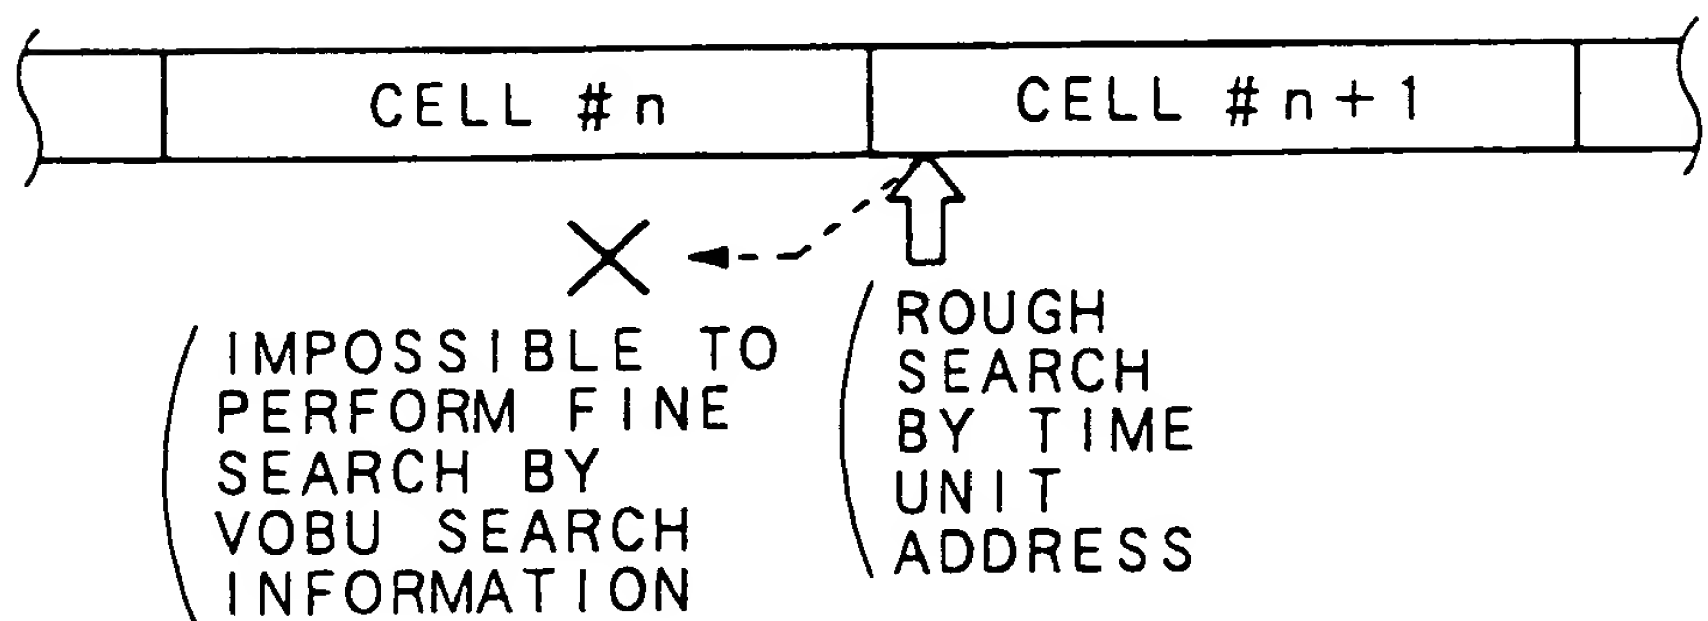 CELL #n
CELL #n+1
IMPOSSIBLE TO
PERFORM FINE
SEARCH BY
VOBU SEARCH
INFORMATION
ROUGH
SEARCH
BY TIME
UNIT
ADDRESS